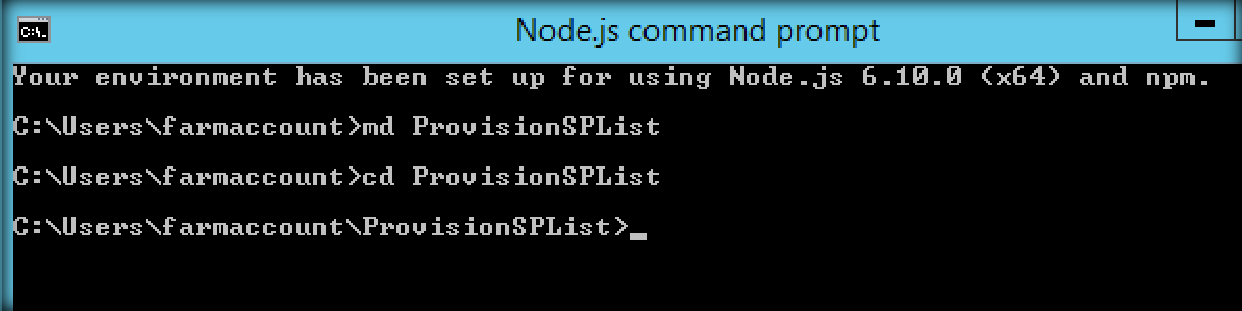 C:\.
Node.js command prompt
Your environment has been set up for using Node.js 6.10.0 (x64) and npm.
C:\Users\farmaccount>md ProvisionSPList
C:\Users\farmaccount>cd ProvisionSPList
C:\Users\farmaccount\ProvisionSPList>_